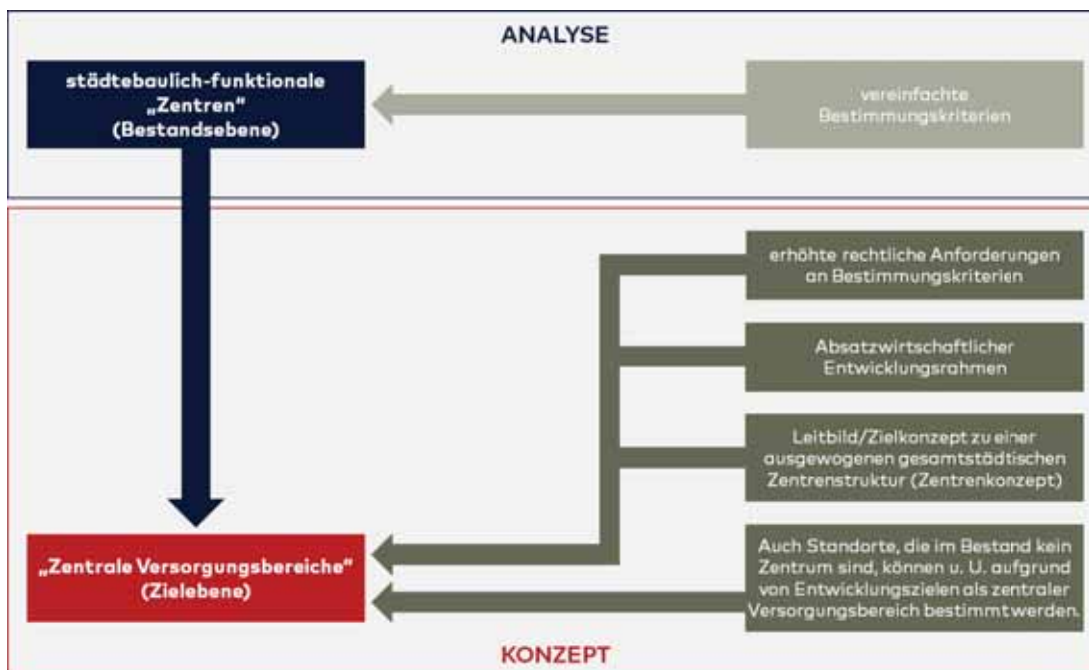 ANALYSE
städtebaulich-funktionale
„Zentren“
(Bestandsebene)
vereinfachte
Bestimmungskriterien
erhöhte rechtliche Anforderungen
an Bestimmungskriterien
Absatzwirtschaftlicher
Entwicklungsrahmen
Leitbild/Zielkonzept zu einer
ausgewogenen gesamtstädtischen
Zentrenstruktur (Zentrenkonzept)
„Zentrale Versorgungsbereiche“
(Zielebene)
Auch Standorte, die im Bestand kein
Zentrum sind, können u. U. aufgrund
von Entwicklungszielen als zentraler
Versorgungsbereich bestimmt werden.
KONZEPT